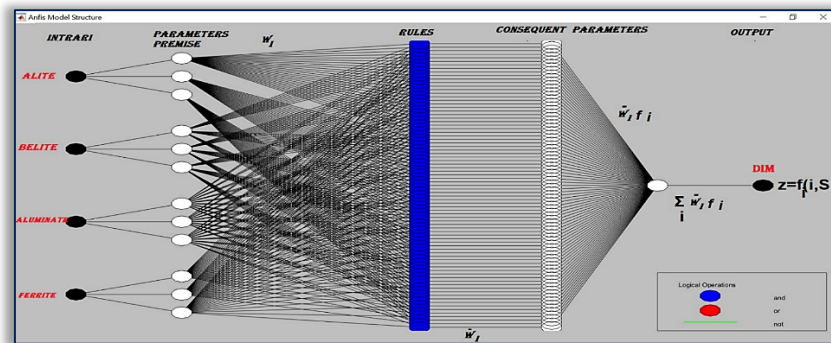 Anfis Model Structure
INTRARI
PARAMETERS
PREMISE
W I
RULES
CONSEQUENT PARAMETERS
OUTPUT
ALITE
BELITE
ALUMINATE
FERRITE
W̄ I f i
DIM
z=f(i,S
Σ W̄ I f i
i
W̄ I
Logical Operations
and
or
not